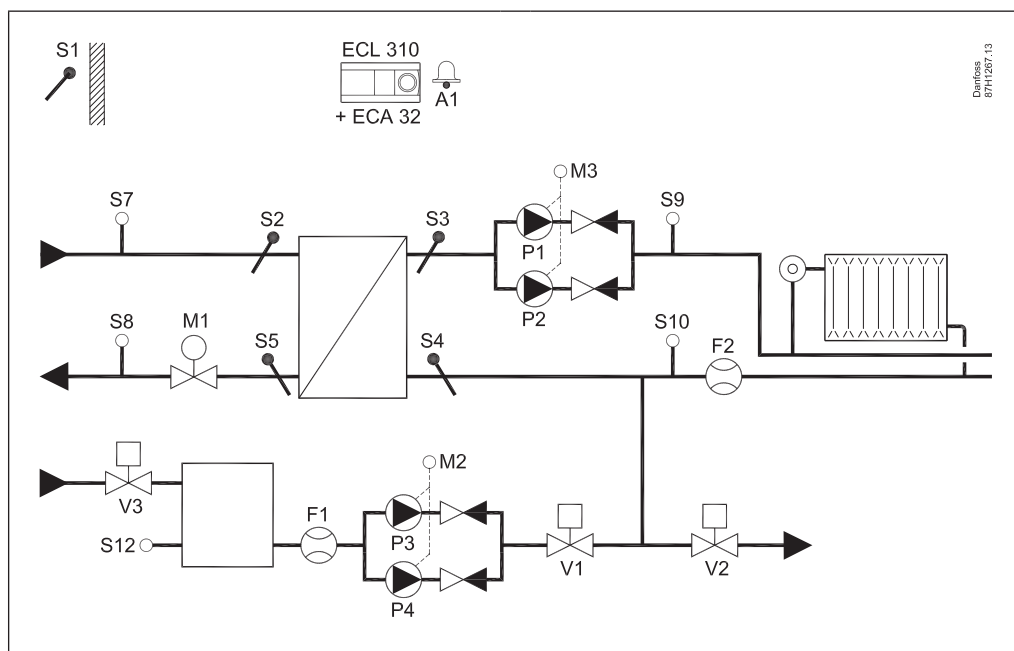 S1
ECL 310
A1
+ ECA 32
Danfoss
87H1267.13
M3
S7
S2
S3
S9
P1
P2
S8
M1
S5
S4
S10
F2
M2
V3
F1
P3
S12
V1
V2
P4